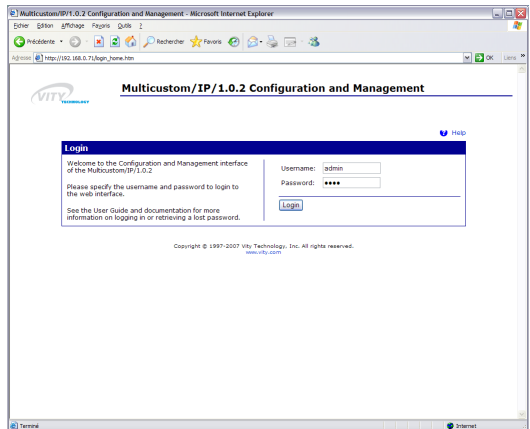 Multicustom/IP/1.0.2 Configuration and Management - Microsoft Internet Explorer
Fichier Edition Affichage Favoris Outils ?
Précédente Rechercher Favoris
Adresse http://192.168.0.71/login_home.htm OK Liens »
VITY TECHNOLOGY
Multicustom/IP/1.0.2 Configuration and Management
? Help
Login
Welcome to the Configuration and Management interface
of the Multicustom/IP/1.0.2
Please specify the username and password to login to
the web interface.
See the User Guide and documentation for more
information on logging in or retrieving a lost password.
Username: admin
Password: ••••
Login
Copyright © 1997-2007 Vity Technology, Inc. All rights reserved.
www.vity.com
Terminé Internet